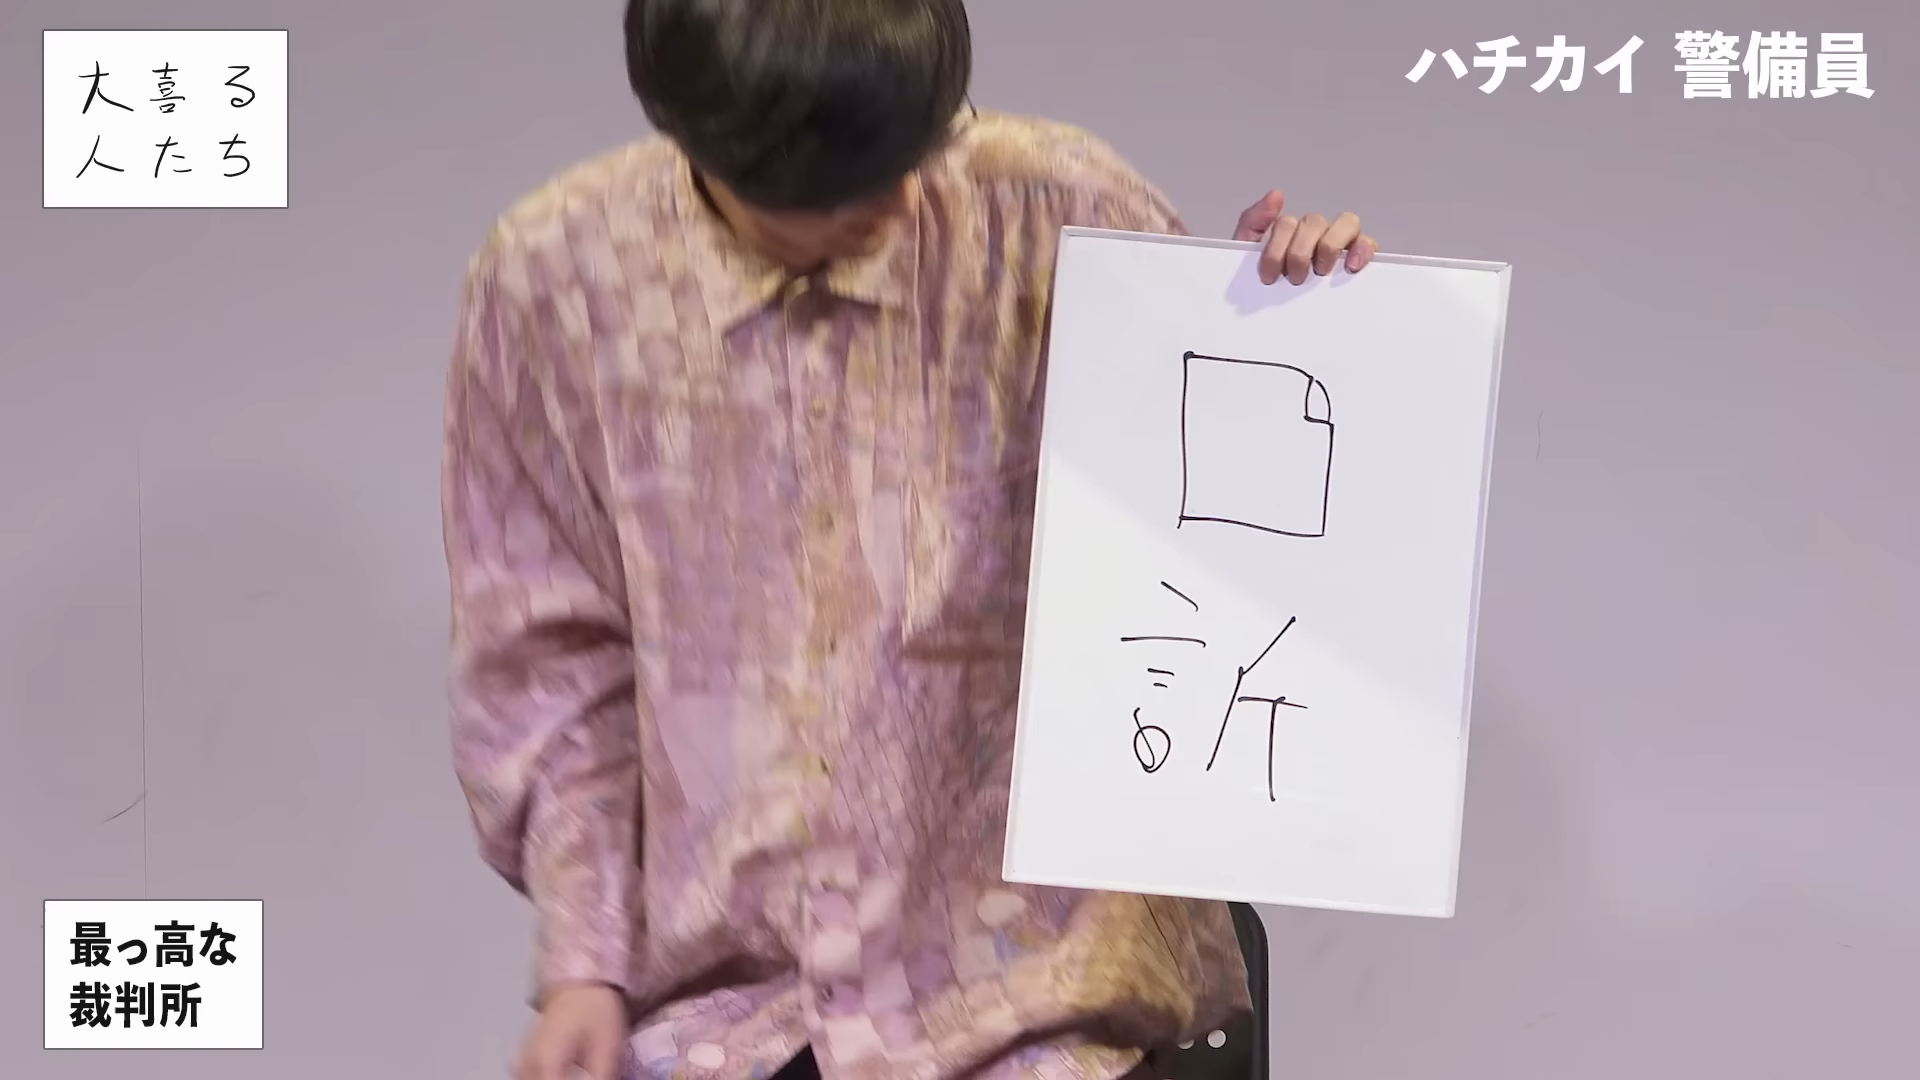 大喜る
人たち
ハチカイ 警備員
訢
最っ高な
裁判所